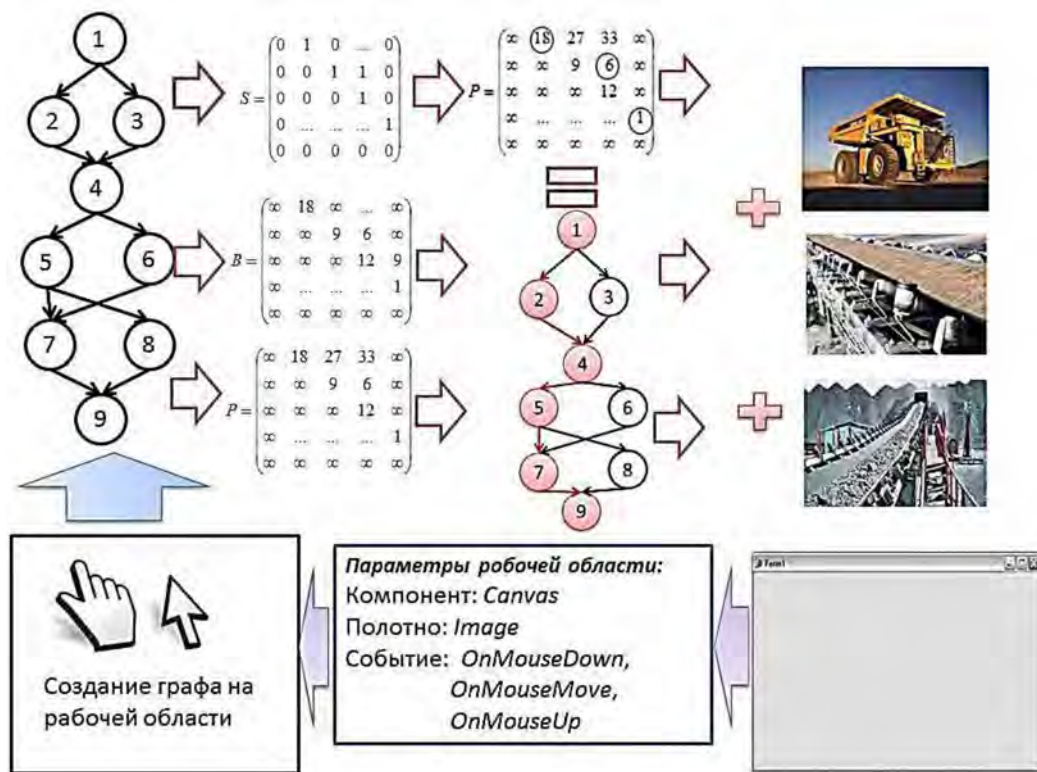 1
2 3
4
5 6
7 8
9
S =
0 1 0 ... 0
0 0 1 1 0
0 0 0 1 0
0 ... ... ... 1
0 0 0 0 0
P =
∞ 18 27 33 ∞
∞ ∞ 9 6 ∞
∞ ∞ ∞ 12 ∞
∞ ... ... ... 1
∞ ∞ ∞ ∞ ∞
B =
∞ 18 ∞ ... ∞
∞ ∞ 9 6 ∞
∞ ∞ ∞ 12 9
∞ ... ... ... 1
∞ ∞ ∞ ∞ ∞
P =
∞ 18 27 33 ∞
∞ ∞ 9 6 ∞
∞ ∞ ∞ 12 ∞
∞ ... ... ... 1
∞ ∞ ∞ ∞ ∞
1
2 3
4
5 6
7 8
9
Создание графа на
рабочей области
Параметры робочей области:
Компонент: Canvas
Полотно: Image
Событие: OnMouseDown,
OnMouseMove,
OnMouseUp
Form1